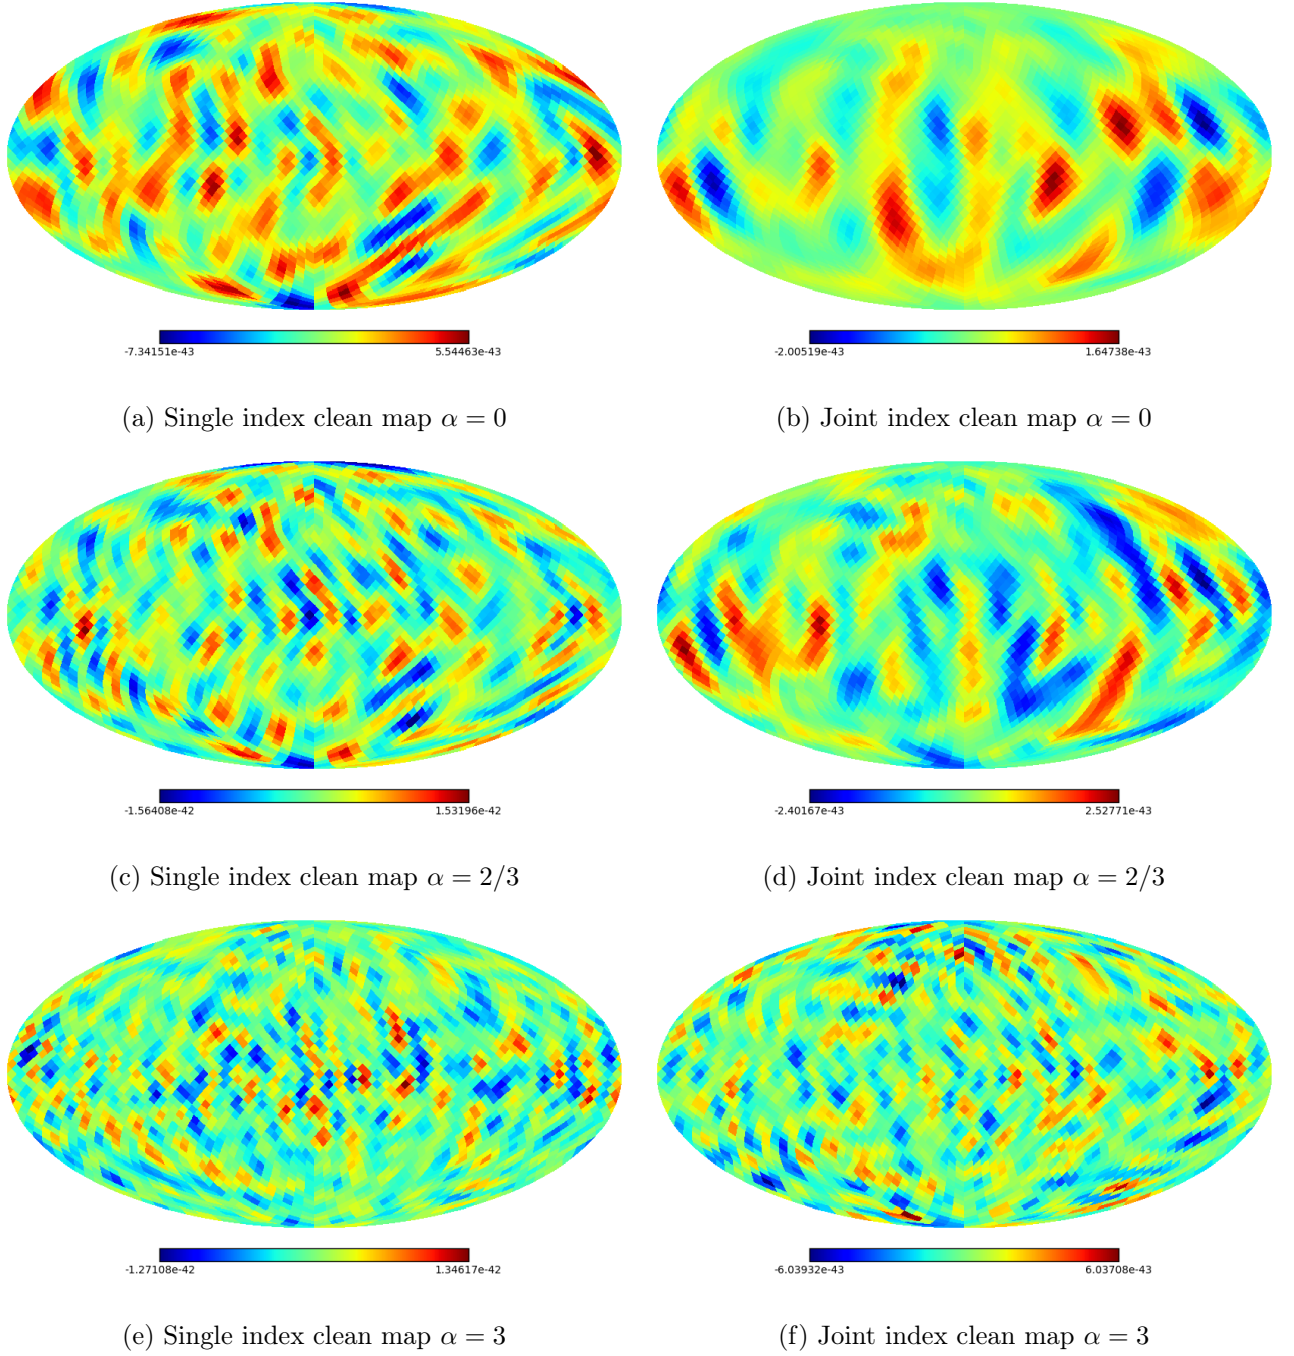 -7.34151e-43 5.54463e-43 -2.00519e-43 1.64738e-43
(a) Single index clean map α = 0 (b) Joint index clean map α = 0
-1.56408e-42 1.53196e-42 -2.40167e-43 2.52771e-43
(c) Single index clean map α = 2/3 (d) Joint index clean map α = 2/3
-1.27108e-42 1.34617e-42 -6.03932e-43 6.03708e-43
(e) Single index clean map α = 3 (f) Joint index clean map α = 3